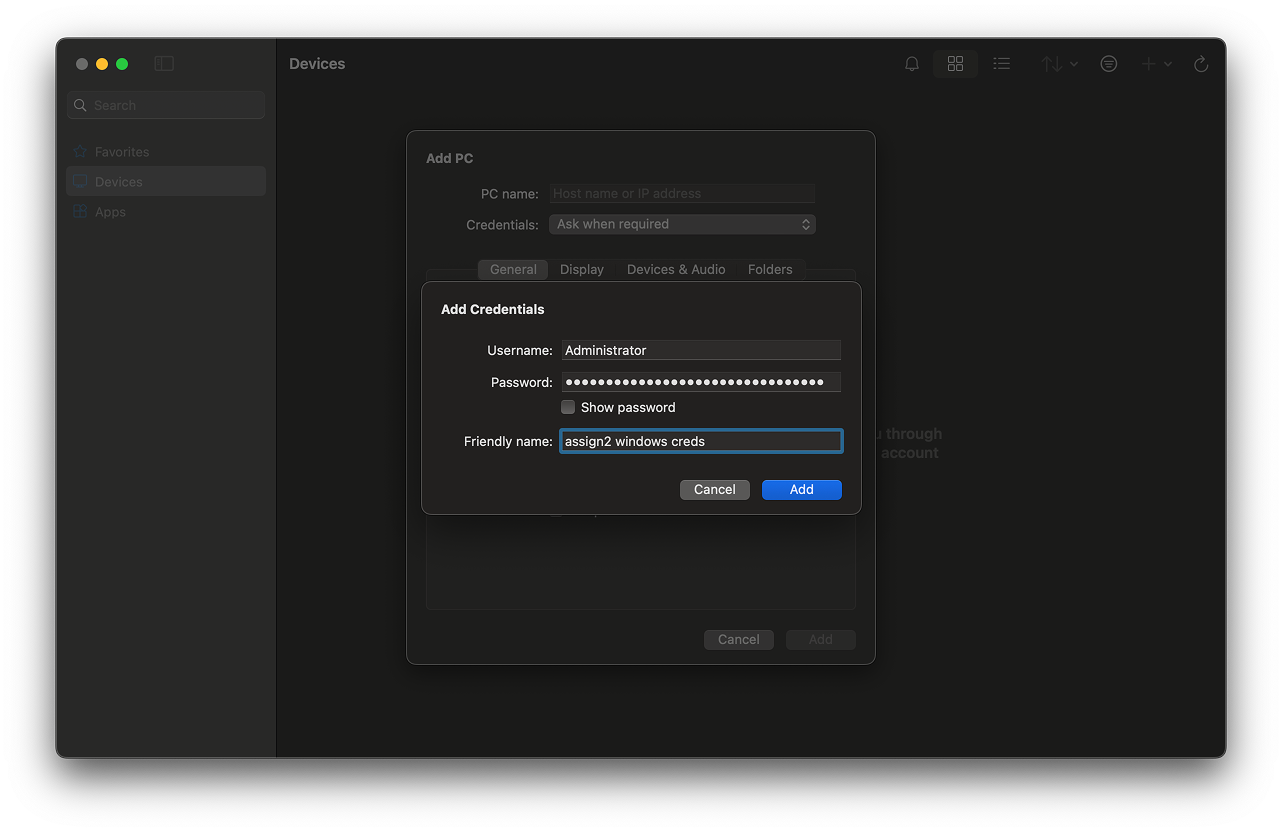 Devices
Search
Favorites
Devices
Apps
Add PC
PC name: Host name or IP address
Credentials: Ask when required
General Display Devices & Audio Folders
Add Credentials
Username: Administrator
Password: ••••••••••••••••••••••••••••••••
Show password
Friendly name: assign2 windows creds
Cancel Add
through
account
Cancel Add